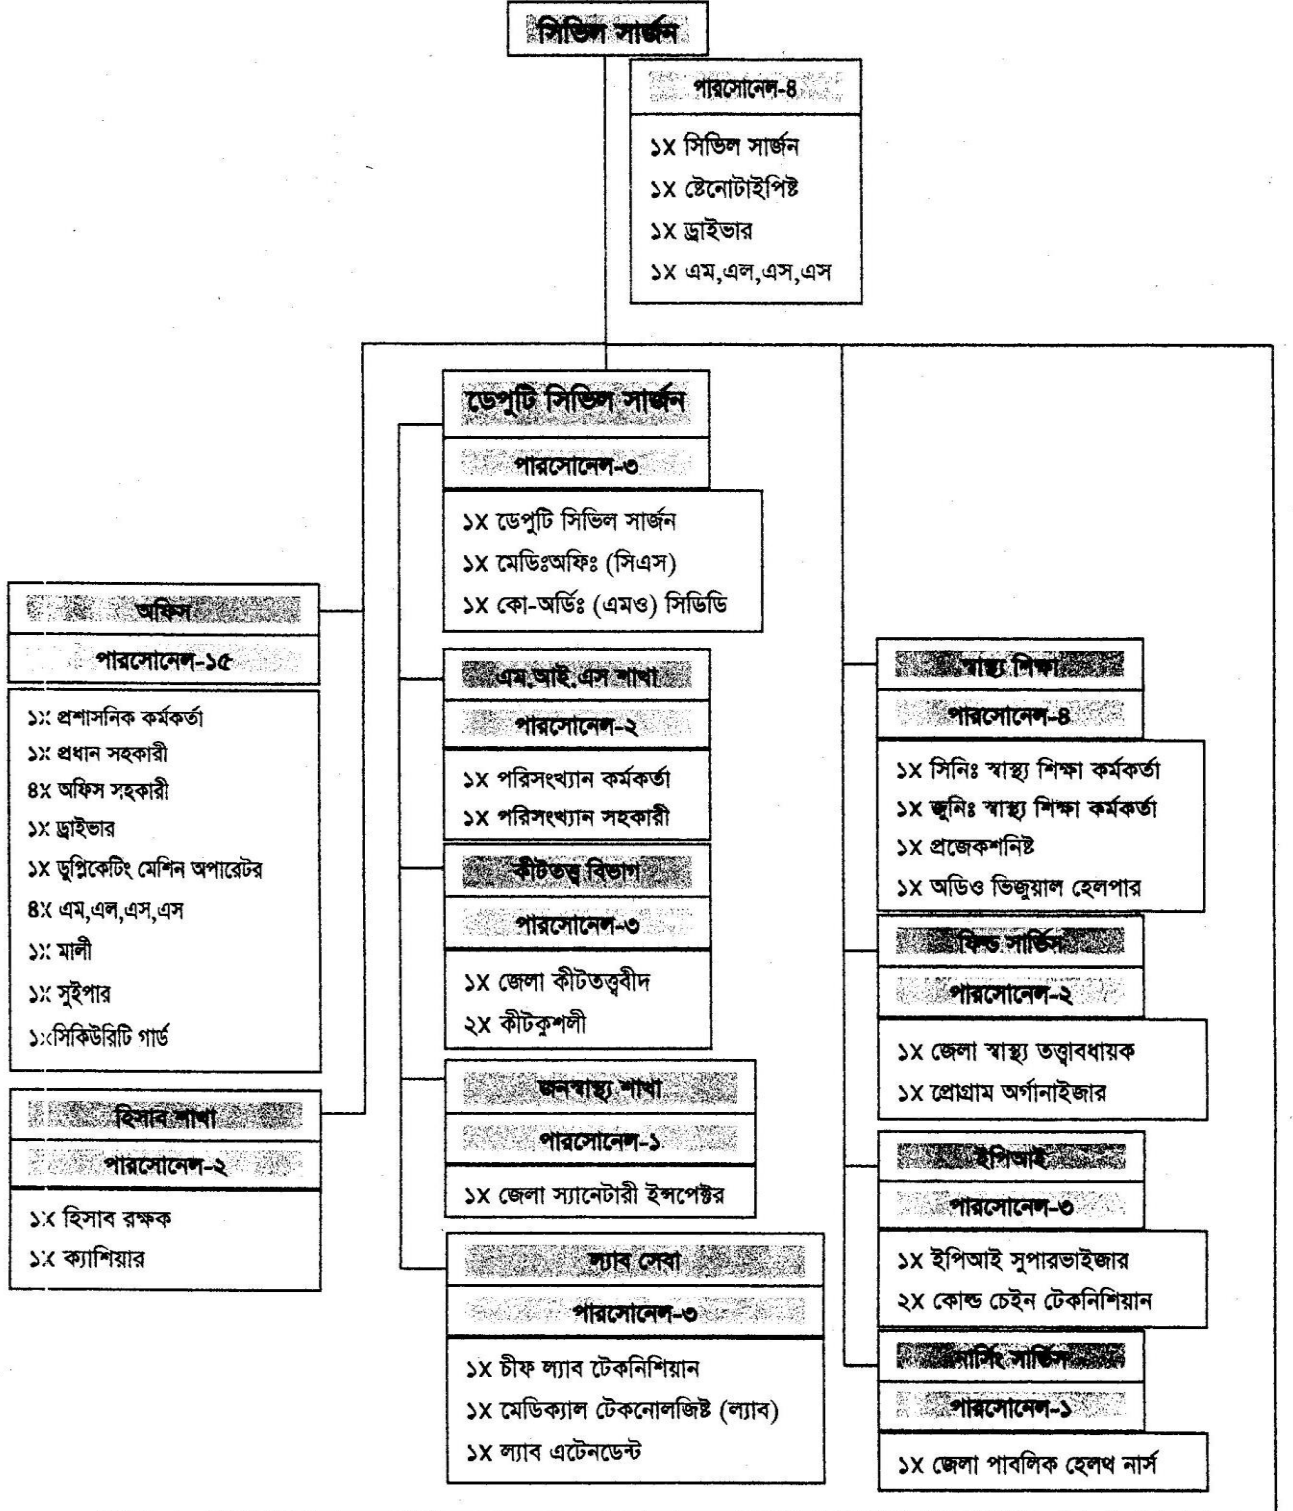 সিভিল সার্জন
পারসোনেল-৪
১X সিভিল সার্জন
১X ষ্টেনোটাইপিষ্ট
১X ড্রাইভার
১X এম,এল,এস,এস
ডেপুটি সিভিল সার্জন
পারসোনেল-৩
১X ডেপুটি সিভিল সার্জন
১X মেডিঃঅফিঃ (সিএস)
১X কো-অর্ডিঃ (এমও) সিডিডি
অফিস
পারসোনেল-১৫
১X প্রশাসনিক কর্মকর্তা
১X প্রধান সহকারী
৪X অফিস সহকারী
১X ড্রাইভার
১X ডুপ্লিকেটিং মেশিন অপারেটর
৪X এম,এল,এস,এস
১X মালী
১X সুইপার
১Xসিকিউরিটি গার্ড
হিসাব শাখা
পারসোনেল-২
১X হিসাব রক্ষক
১X ক্যাশিয়ার
এম,আই,এস শাখা
পারসোনেল-২
১X পরিসংখ্যান কর্মকর্তা
১X পরিসংখ্যান সহকারী
কীটতত্ত্ব বিভাগ
পারসোনেল-৩
১X জেলা কীটতত্ত্ববীদ
২X কীটকুশলী
জনস্বাস্থ্য শাখা
পারসোনেল-১
১X জেলা স্যানেটারী ইন্সপেক্টর
ল্যাব সেবা
পারসোনেল-৩
১X চীফ ল্যাব টেকনিশিয়ান
১X মেডিক্যাল টেকনোলজিষ্ট (ল্যাব)
১X ল্যাব এটেনডেন্ট
স্বাস্থ্য শিক্ষা
পারসোনেল-৪
১X সিনিঃ স্বাস্থ্য শিক্ষা কর্মকর্তা
১X জুনিঃ স্বাস্থ্য শিক্ষা কর্মকর্তা
১X প্রজেকশনিষ্ট
১X অডিও ভিজুয়াল হেলপার
ফিল্ড সার্ভিস
পারসোনেল-২
১X জেলা স্বাস্থ্য তত্ত্বাবধায়ক
১X প্রোগ্রাম অর্গানাইজার
ইপিআই
পারসোনেল-৩
১X ইপিআই সুপারভাইজার
২X কোল্ড চেইন টেকনিশিয়ান
নার্সিং সার্ভিস
পারসোনেল-১
১X জেলা পাবলিক হেলথ নার্স